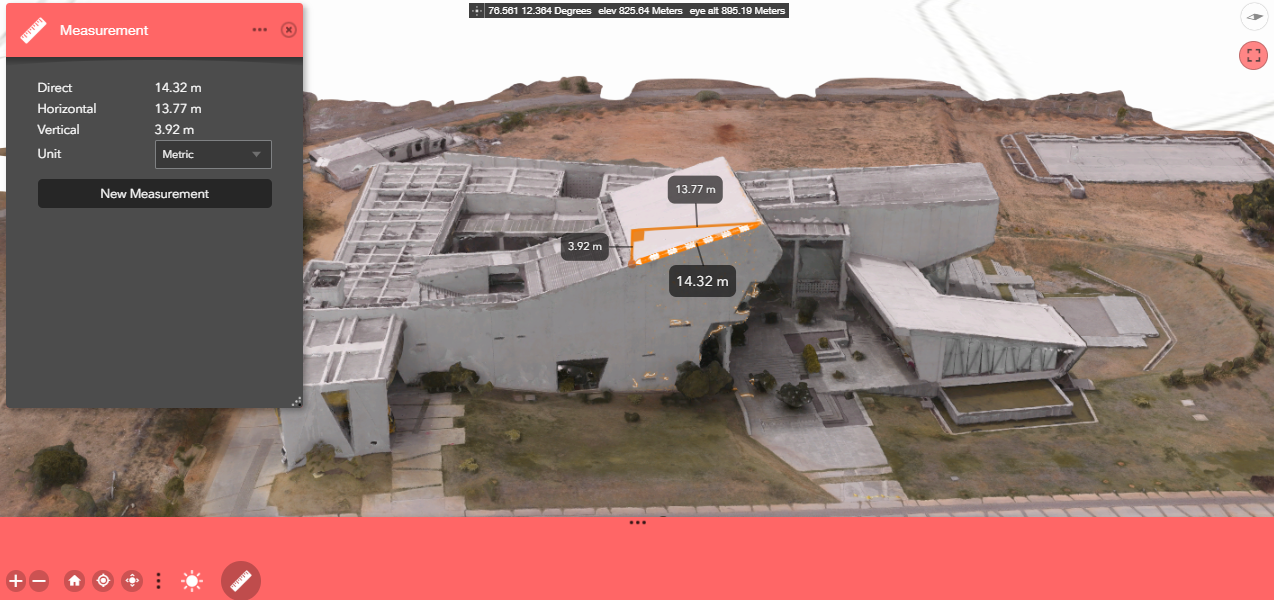 76.561 12.364 Degrees elev 825.64 Meters eye alt 895.19 Meters
Measurement
Direct 14.32 m
Horizontal 13.77 m
Vertical 3.92 m
Unit Metric
New Measurement
13.77 m
3.92 m
14.32 m